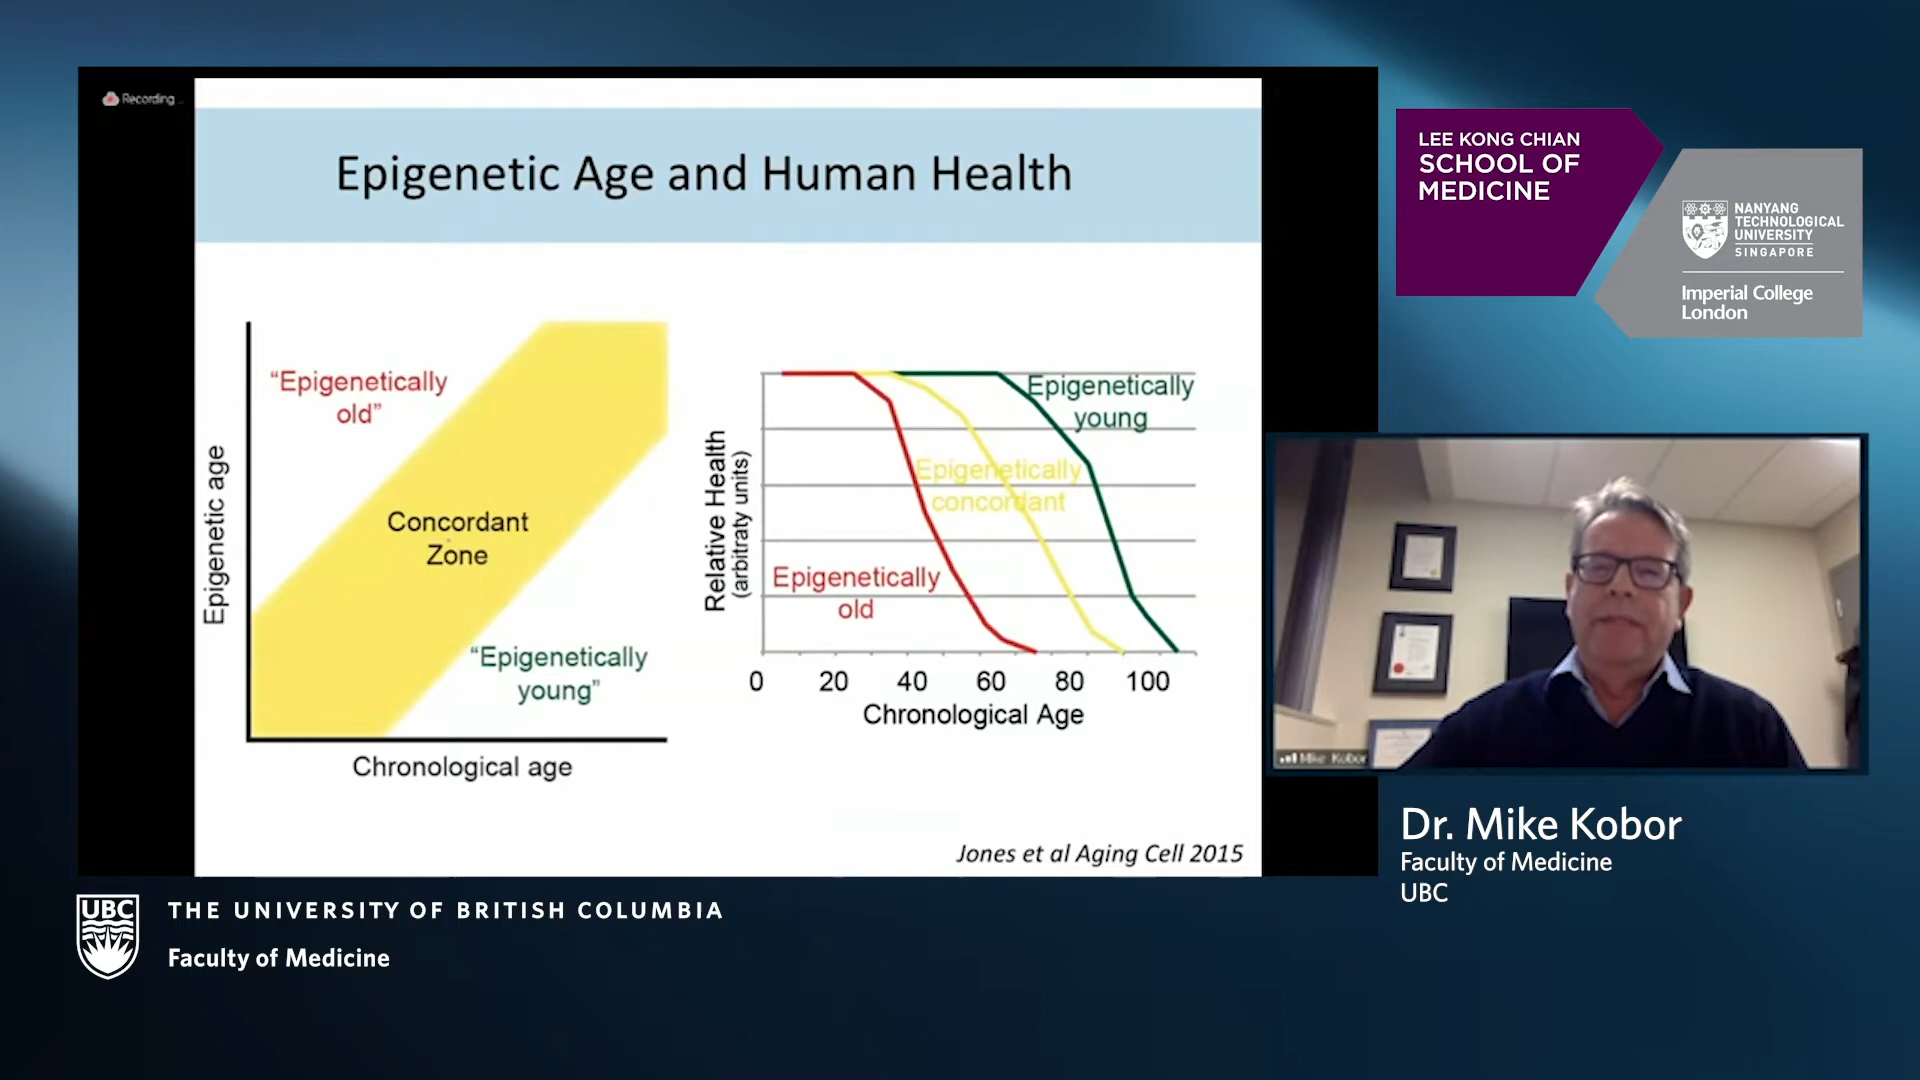 Recording...
Epigenetic Age and Human Health
"Epigenetically
old"
Concordant
Zone
"Epigenetically
young"
Epigenetic age
Chronological age
Relative Health
(arbitraty units)
Epigenetically
young
Epigenetically
concordant
Epigenetically
old
0 20 40 60 80 100
Chronological Age
Jones et al Aging Cell 2015
LEE KONG CHIAN
SCHOOL OF
MEDICINE
NANYANG
TECHNOLOGICAL
UNIVERSITY
SINGAPORE
Imperial College
London
Mike Kobor
Dr. Mike Kobor
Faculty of Medicine
UBC
UBC
THE UNIVERSITY OF BRITISH COLUMBIA
Faculty of Medicine